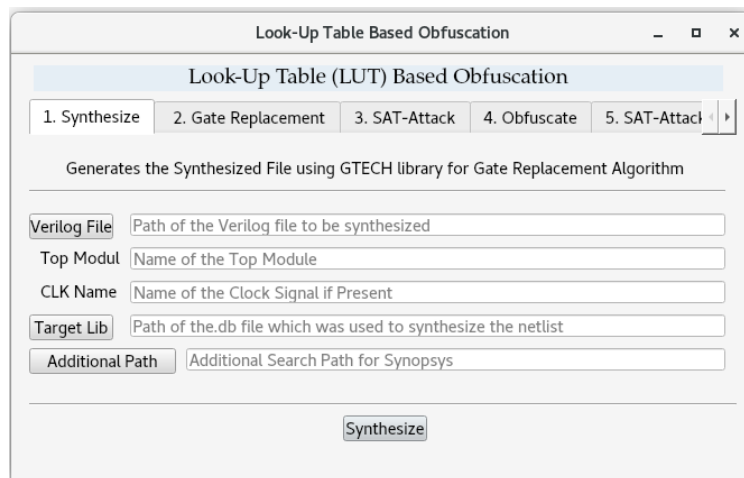 Look-Up Table Based Obfuscation
Look-Up Table (LUT) Based Obfuscation
1. Synthesize 2. Gate Replacement 3. SAT-Attack 4. Obfuscate 5. SAT-Attack
Generates the Synthesized File using GTECH library for Gate Replacement Algorithm
Verilog File Path of the Verilog file to be synthesized
Top Modul Name of the Top Module
CLK Name Name of the Clock Signal if Present
Target Lib Path of the.db file which was used to synthesize the netlist
Additional Path Additional Search Path for Synopsys
Synthesize